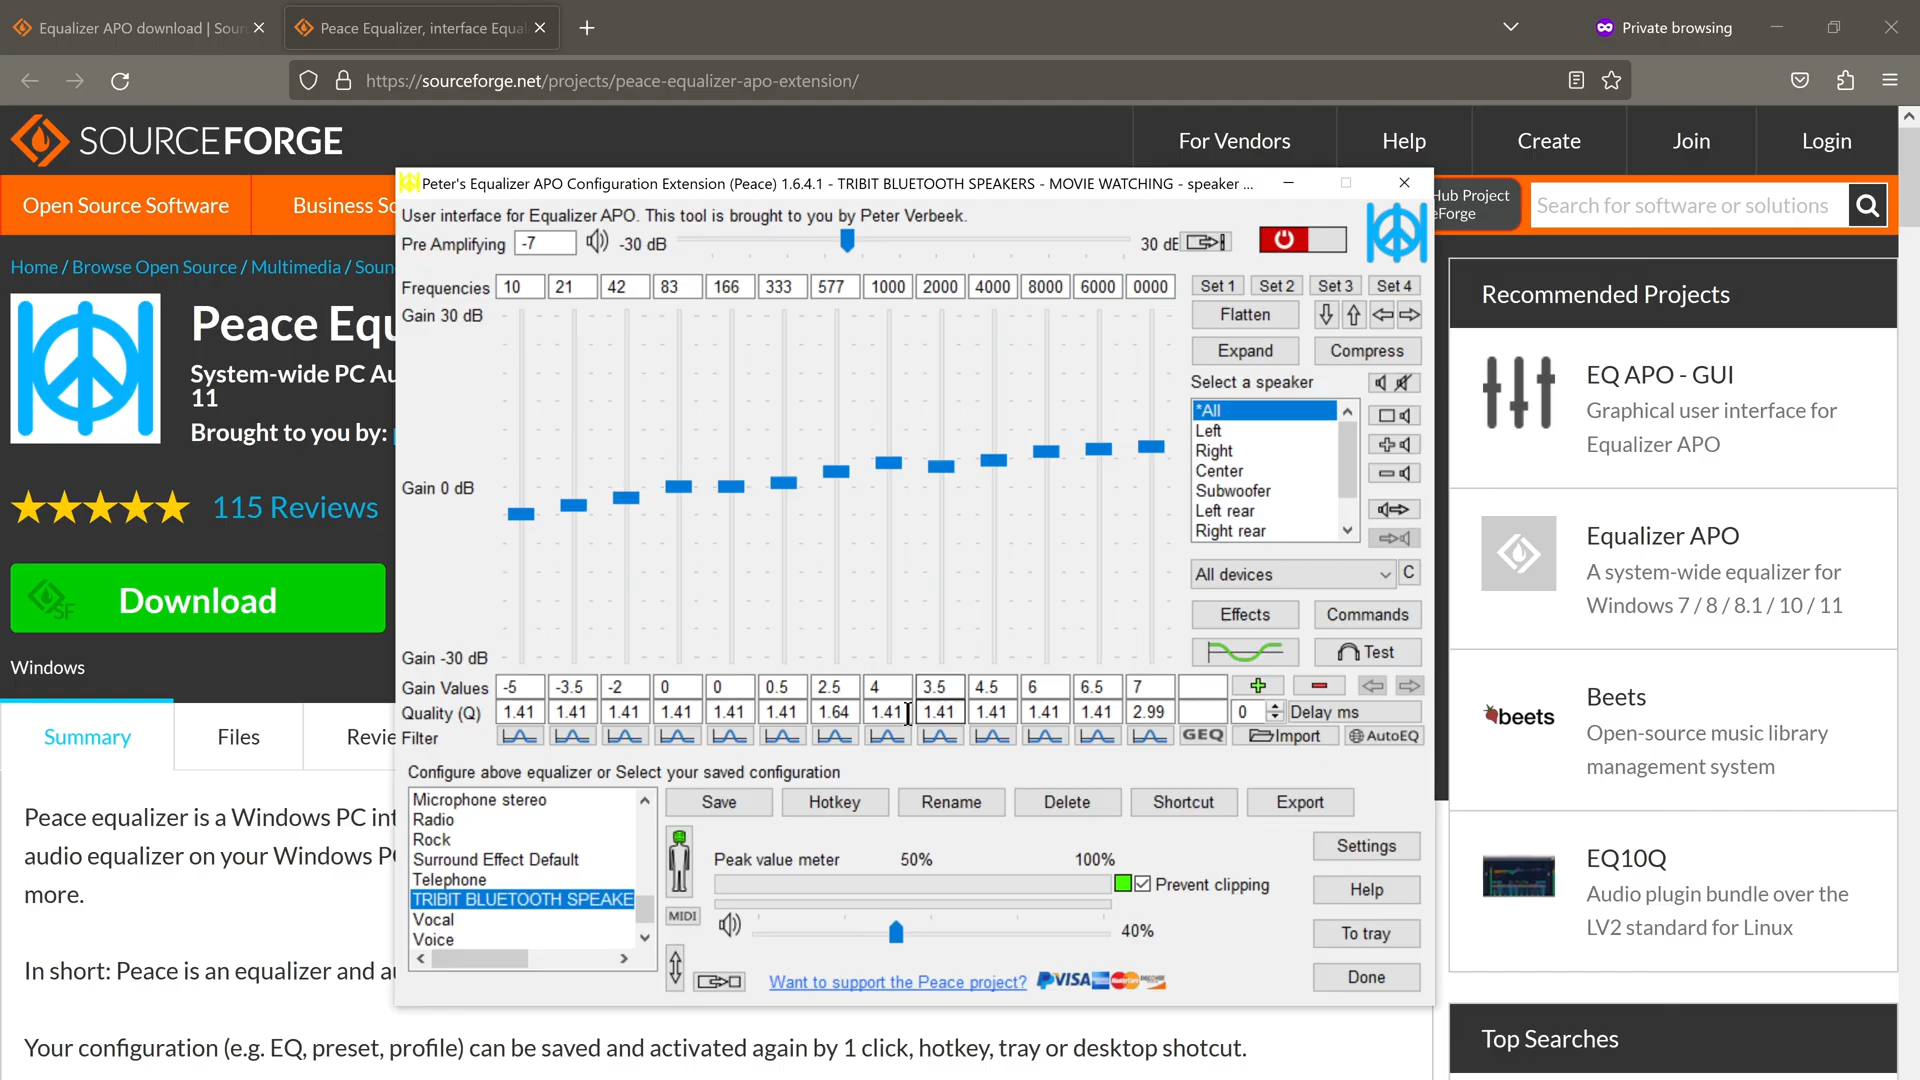 Equalizer APO download | Sour
Peace Equalizer, interface Equal
Private browsing
https://sourceforge.net/projects/peace-equalizer-apo-extension/
SOURCEFORGE
For Vendors
Help
Create
Join
Login
Open Source Software
Business So
Hub Project
eForge
Search for software or solutions
Home / Browse Open Source / Multimedia / Soun
Peace Equ
System-wide PC Au
11
Brought to you by:
115 Reviews
SF
Download
Windows
Summary
Files
Revie
Peace equalizer is a Windows PC int
audio equalizer on your Windows P
more.
In short: Peace is an equalizer and au
Your configuration (e.g. EQ, preset, profile) can be saved and activated again by 1 click, hotkey, tray or desktop shotcut.
Peter's Equalizer APO Configuration Extension (Peace) 1.6.4.1 - TRIBIT BLUETOOTH SPEAKERS - MOVIE WATCHING - speaker ...
User interface for Equalizer APO. This tool is brought to you by Peter Verbeek.
Pre Amplifying -7 -30 dB 30 dE
Frequencies 10 21 42 83 166 333 577 1000 2000 4000 8000 6000 0000
Set 1 Set 2 Set 3 Set 4
Gain 30 dB
Flatten
Expand
Compress
Select a speaker
*All
Left
Right
Center
Subwoofer
Left rear
Right rear
Gain 0 dB
All devices
C
Effects
Commands
Gain -30 dB
Test
Gain Values -5 -3.5 -2 0 0 0.5 2.5 4 3.5 4.5 6 6.5 7
Quality (Q) 1.41 1.41 1.41 1.41 1.41 1.41 1.64 1.41 1.41 1.41 1.41 1.41 2.99 0 Delay ms
Filter GEQ Import AutoEQ
Configure above equalizer or Select your saved configuration
Microphone stereo
Radio
Rock
Surround Effect Default
Telephone
TRIBIT BLUETOOTH SPEAKE
Vocal
Voice
Save
Hotkey
Rename
Delete
Shortcut
Export
Peak value meter 50% 100%
Prevent clipping
MIDI
40%
Settings
Help
To tray
Done
Want to support the Peace project?
VISA
Recommended Projects
EQ APO - GUI
Graphical user interface for
Equalizer APO
Equalizer APO
A system-wide equalizer for
Windows 7 / 8 / 8.1 / 10 / 11
beets
Beets
Open-source music library
management system
EQ10Q
Audio plugin bundle over the
LV2 standard for Linux
Top Searches